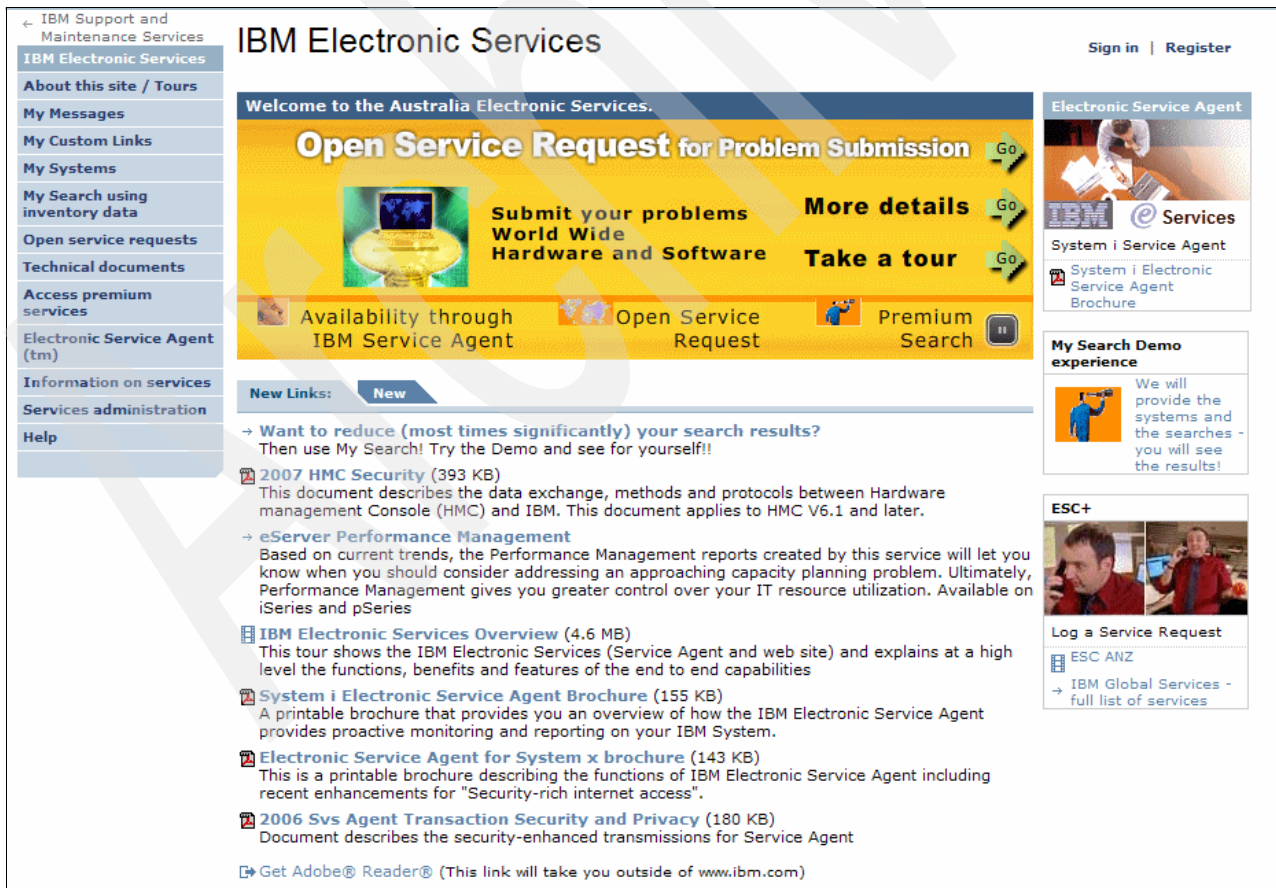 ← IBM Support and
Maintenance Services
IBM Electronic Services
About this site / Tours
My Messages
My Custom Links
My Systems
My Search using
inventory data
Open service requests
Technical documents
Access premium
services
Electronic Service Agent
(tm)
Information on services
Services administration
Help
IBM Electronic Services
Sign in | Register
Welcome to the Australia Electronic Services.
Open Service Request for Problem Submission Go
Submit your problems
World Wide
Hardware and Software
More details Go
Take a tour Go
Availability through
IBM Service Agent
Open Service
Request
Premium
Search
New Links: New
→ Want to reduce (most times significantly) your search results?
Then use My Search! Try the Demo and see for yourself!!
2007 HMC Security (393 KB)
This document describes the data exchange, methods and protocols between Hardware
management Console (HMC) and IBM. This document applies to HMC V6.1 and later.
→ eServer Performance Management
Based on current trends, the Performance Management reports created by this service will let you
know when you should consider addressing an approaching capacity planning problem. Ultimately,
Performance Management gives you greater control over your IT resource utilization. Available on
iSeries and pSeries
IBM Electronic Services Overview (4.6 MB)
This tour shows the IBM Electronic Services (Service Agent and web site) and explains at a high
level the functions, benefits and features of the end to end capabilities
System i Electronic Service Agent Brochure (155 KB)
A printable brochure that provides you an overview of how the IBM Electronic Service Agent
provides proactive monitoring and reporting on your IBM System.
Electronic Service Agent for System x brochure (143 KB)
This is a printable brochure describing the functions of IBM Electronic Service Agent including
recent enhancements for "Security-rich internet access".
2006 Svs Agent Transaction Security and Privacy (180 KB)
Document describes the security-enhanced transmissions for Service Agent
Get Adobe® Reader® (This link will take you outside of www.ibm.com)
Electronic Service Agent
IBM e Services
System i Service Agent
System i Electronic
Service Agent
Brochure
My Search Demo
experience
We will
provide the
systems and
the searches -
you will see
the results!
ESC+
Log a Service Request
ESC ANZ
→ IBM Global Services -
full list of services